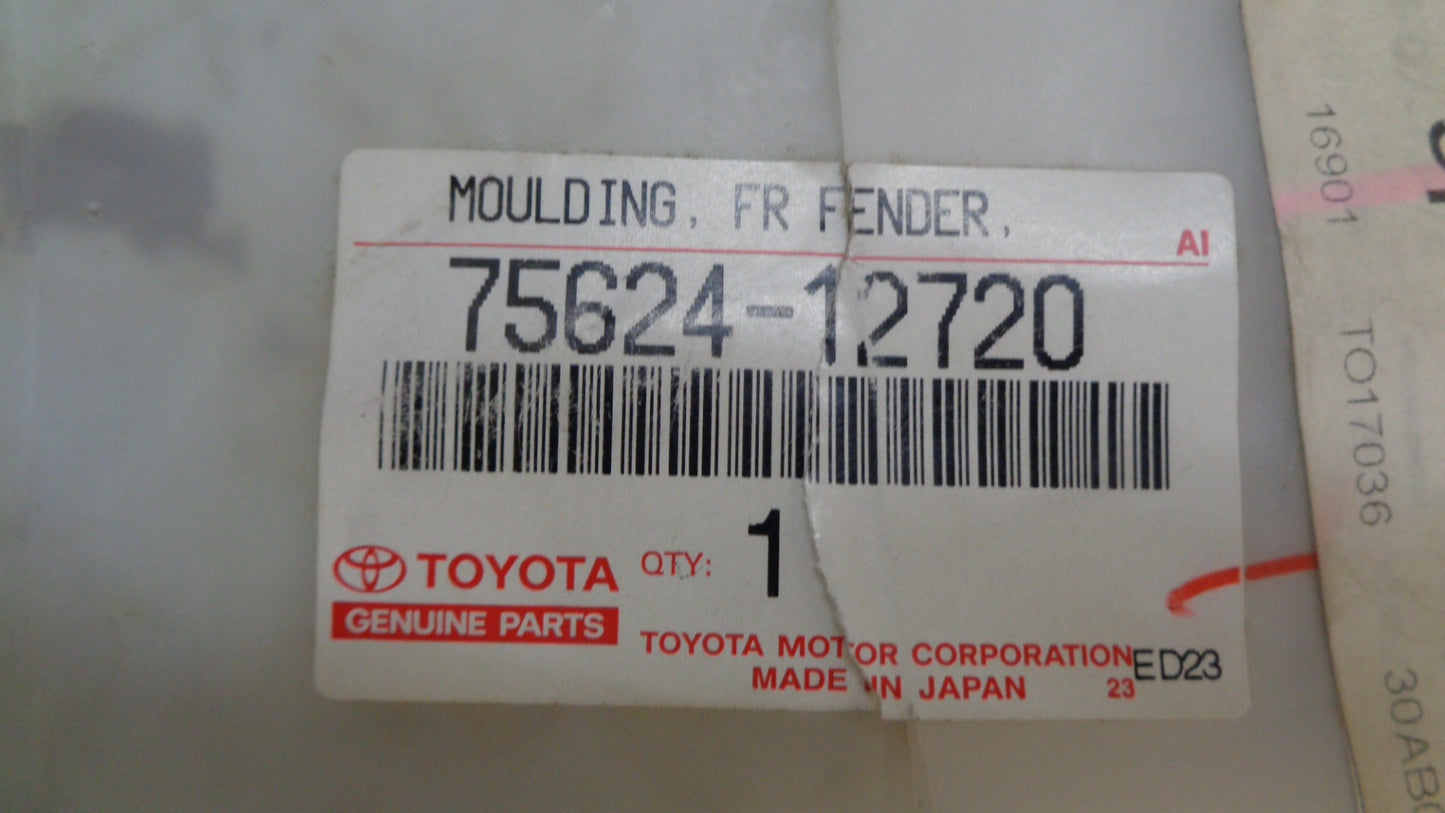 MOULDING, FR FENDER,
AI
75624-12720
TOYOTA
GENUINE PARTS
QTY: 1
TOYOTA MOTOR CORPORATION
MADE IN JAPAN 23
ED23
16901
TO17036